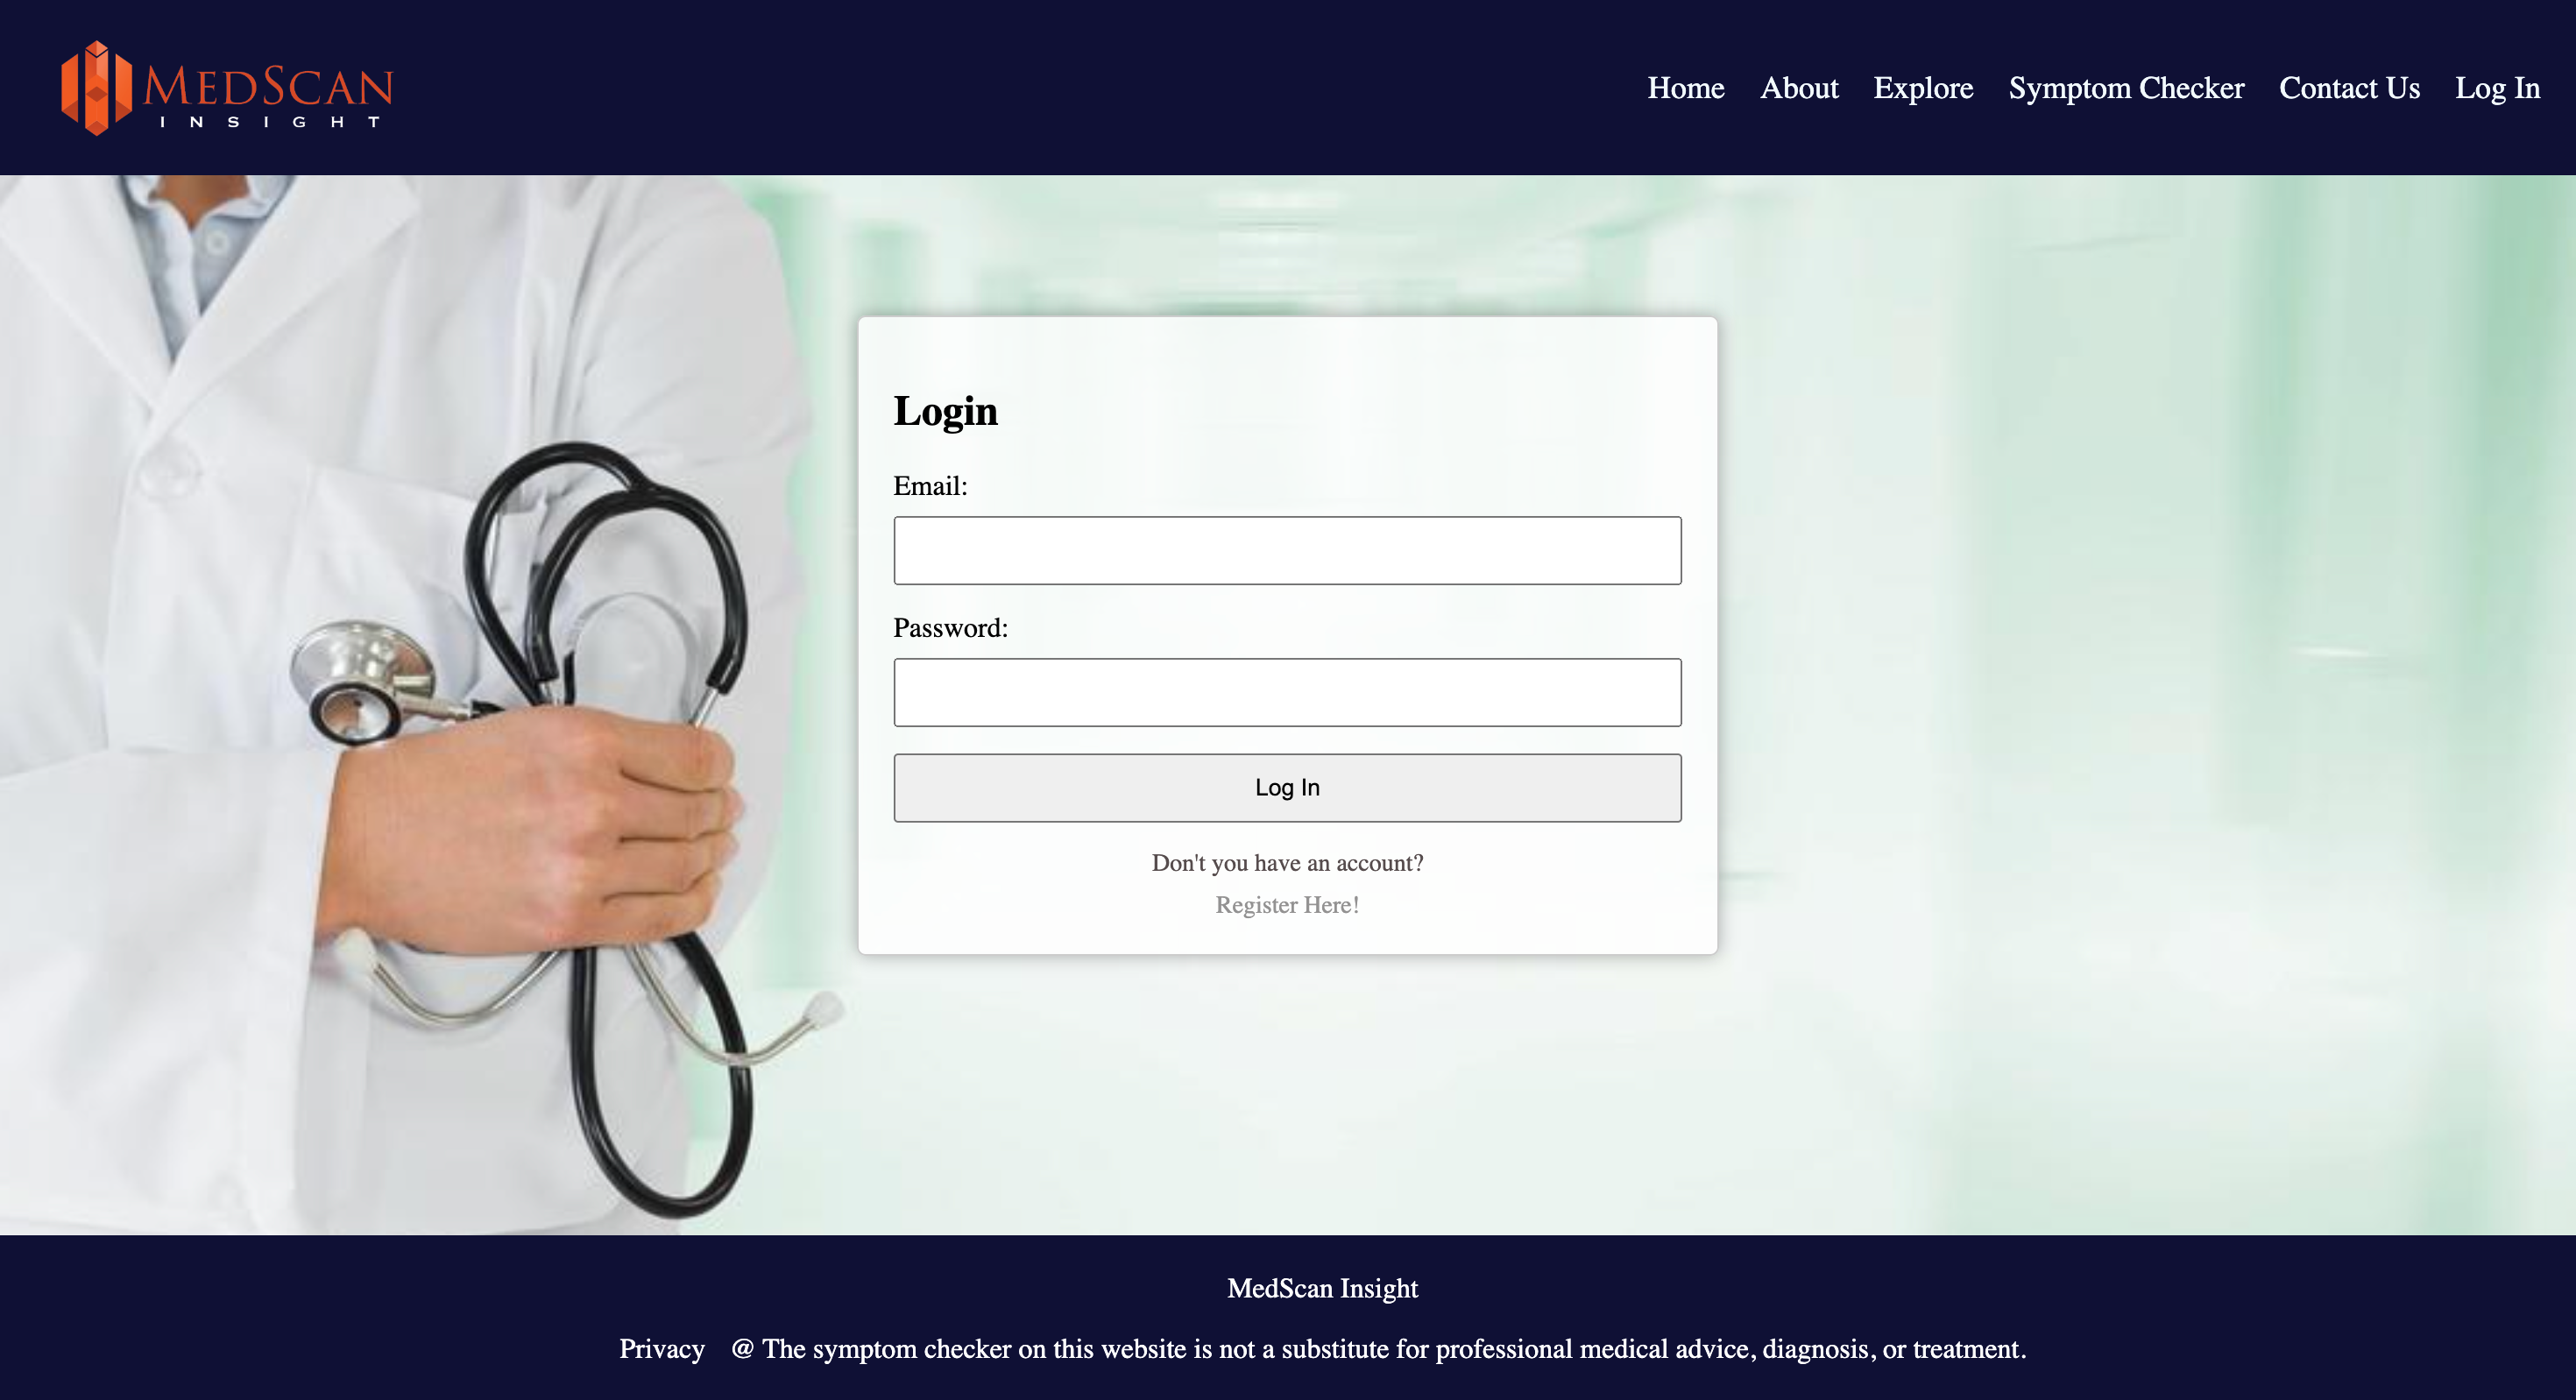 MEDSCAN
INSIGHT
Home About Explore Symptom Checker Contact Us Log In
Login
Email:
Password:
Log In
Don't you have an account?
Register Here!
MedScan Insight
Privacy @ The symptom checker on this website is not a substitute for professional medical advice, diagnosis, or treatment.